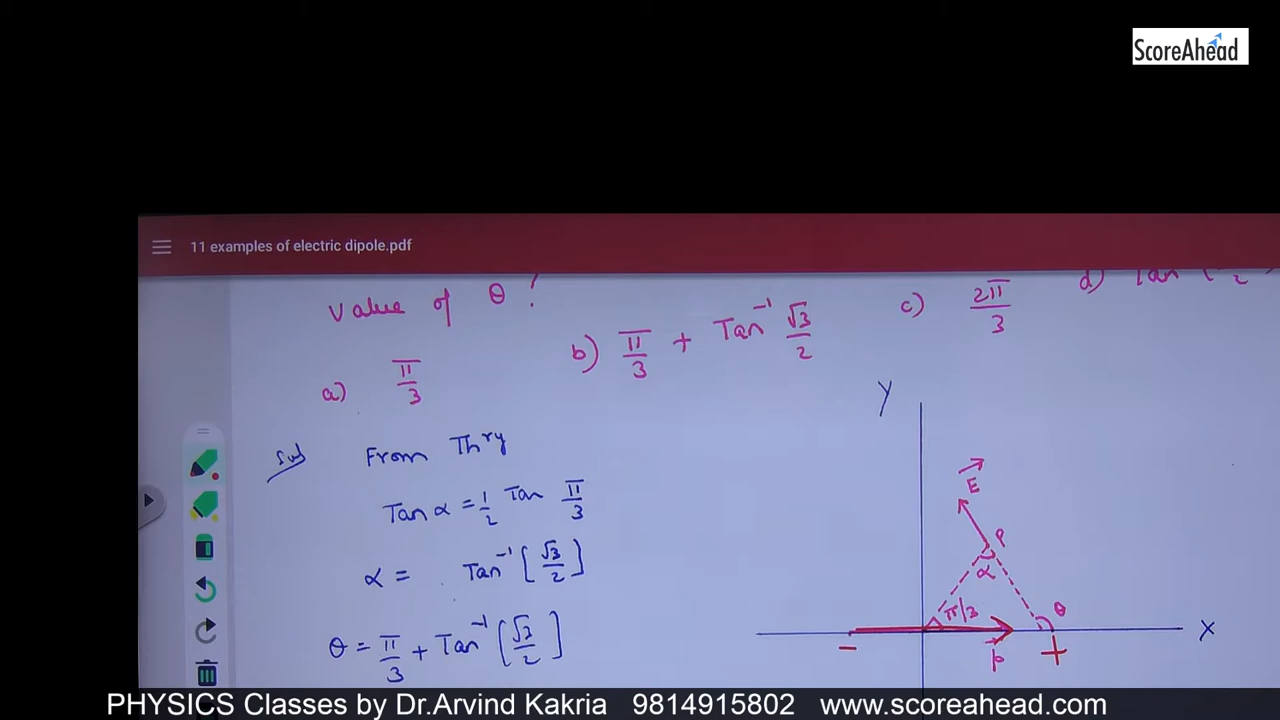 ScoreAhead
11 examples of electric dipole.pdf
Value of θ ?
a) π/3
b) π/3 + Tan⁻¹ √3/2
c) 2π/3
d) Tan
Sol From Thʳʸ
Tan α = 1/2 Tan π/3
α = Tan⁻¹ [√3/2]
θ = π/3 + Tan⁻¹ [√3/2]
Y
E
P
α
π/3
θ
X
-
p
+
PHYSICS Classes by Dr.Arvind Kakria 9814915802 www.scoreahead.com